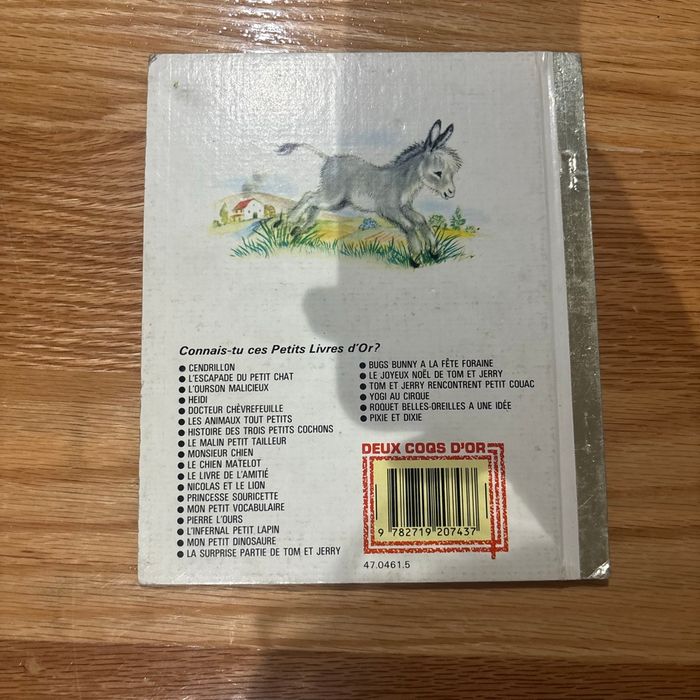 Connais-tu ces Petits Livres d'Or?
● CENDRILLON
● L'ESCAPADE DU PETIT CHAT
● L'OURSON MALICIEUX
● HEIDI
● DOCTEUR CHÈVREFEUILLE
● LES ANIMAUX TOUT PETITS
● HISTOIRE DES TROIS PETITS COCHONS
● LE MALIN PETIT TAILLEUR
● MONSIEUR CHIEN
● LE CHIEN MATELOT
● LE LIVRE DE L'AMITIÉ
● NICOLAS ET LE LION
● PRINCESSE SOURICETTE
● MON PETIT VOCABULAIRE
● PIERRE L'OURS
● L'INFERNAL PETIT LAPIN
● MON PETIT DINOSAURE
● LA SURPRISE PARTIE DE TOM ET JERRY
● BUGS BUNNY A LA FÊTE FORAINE
● LE JOYEUX NOËL DE TOM ET JERRY
● TOM ET JERRY RENCONTRENT PETIT COUAC
● YOGI AU CIRQUE
● ROQUET BELLES-OREILLES A UNE IDÉE
● PIXIE ET DIXIE
DEUX COQS D'OR
9 782719 207437
47.0461.5